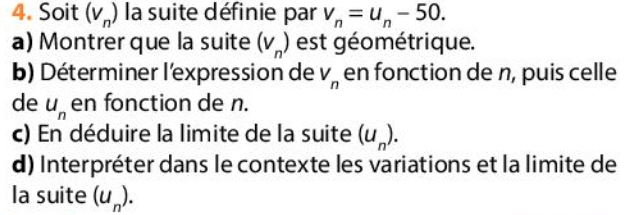 4. Soit (vₙ) la suite définie par vₙ = uₙ – 50.
a) Montrer que la suite (vₙ) est géométrique.
b) Déterminer l’expression de vₙ en fonction de n, puis celle
de uₙ en fonction de n.
c) En déduire la limite de la suite (uₙ).
d) Interpréter dans le contexte les variations et la limite de
la suite (uₙ).